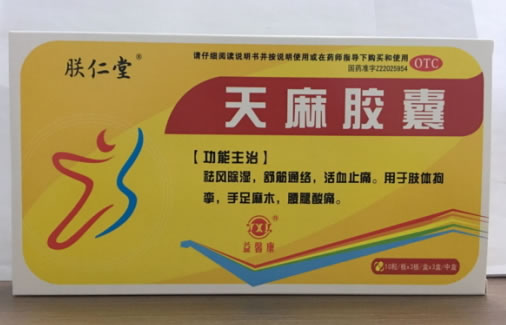 朕仁堂®
请仔细阅读说明书并按说明使用或在药师指导下购买和使用
国药准字Z22025954
OTC
天麻胶囊
【功能主治】
祛风除湿，舒筋通络，活血止痛。用于肢体拘
挛，手足麻木，腰腿酸痛。
®
益馨康